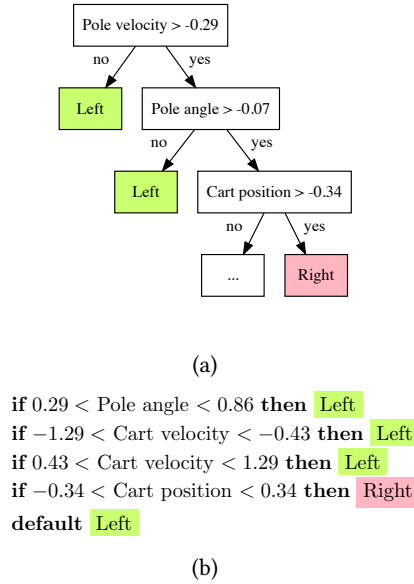 Pole velocity > -0.29
no yes
Left Pole angle > -0.07
no yes
Left Cart position > -0.34
no yes
... Right
(a)
if 0.29 < Pole angle < 0.86 then Left
if −1.29 < Cart velocity < −0.43 then Left
if 0.43 < Cart velocity < 1.29 then Left
if −0.34 < Cart position < 0.34 then Right
default Left
(b)